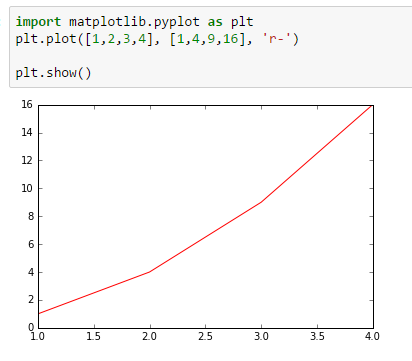 import matplotlib.pyplot as plt
plt.plot([1,2,3,4], [1,4,9,16], 'r-')
plt.show()
16
14
12
10
8
6
4
2
0
1.0 1.5 2.0 2.5 3.0 3.5 4.0